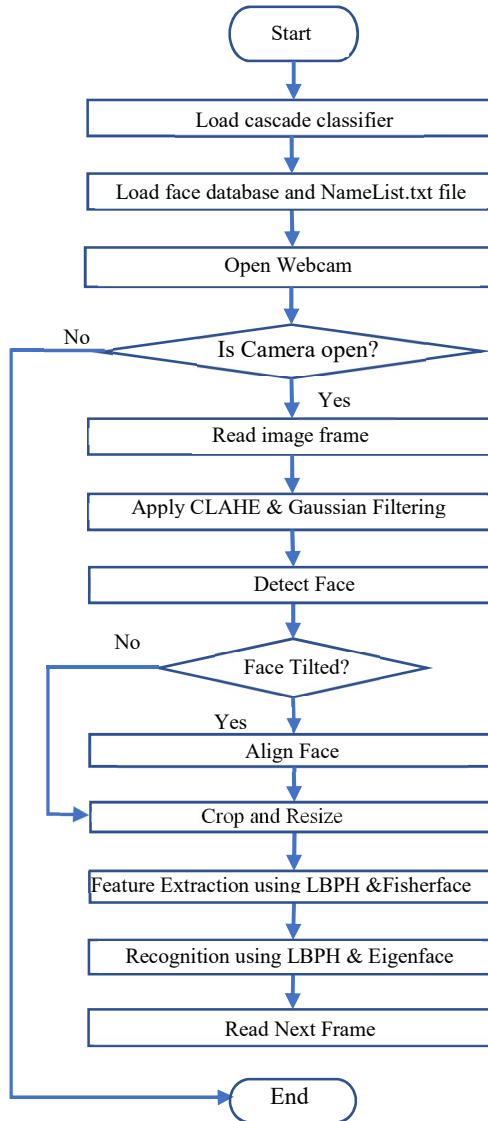 Start
Load cascade classifier
Load face database and NameList.txt file
Open Webcam
No
Is Camera open?
Yes
Read image frame
Apply CLAHE & Gaussian Filtering
Detect Face
No
Face Tilted?
Yes
Align Face
Crop and Resize
Feature Extraction using LBPH &Fisherface
Recognition using LBPH & Eigenface
Read Next Frame
End